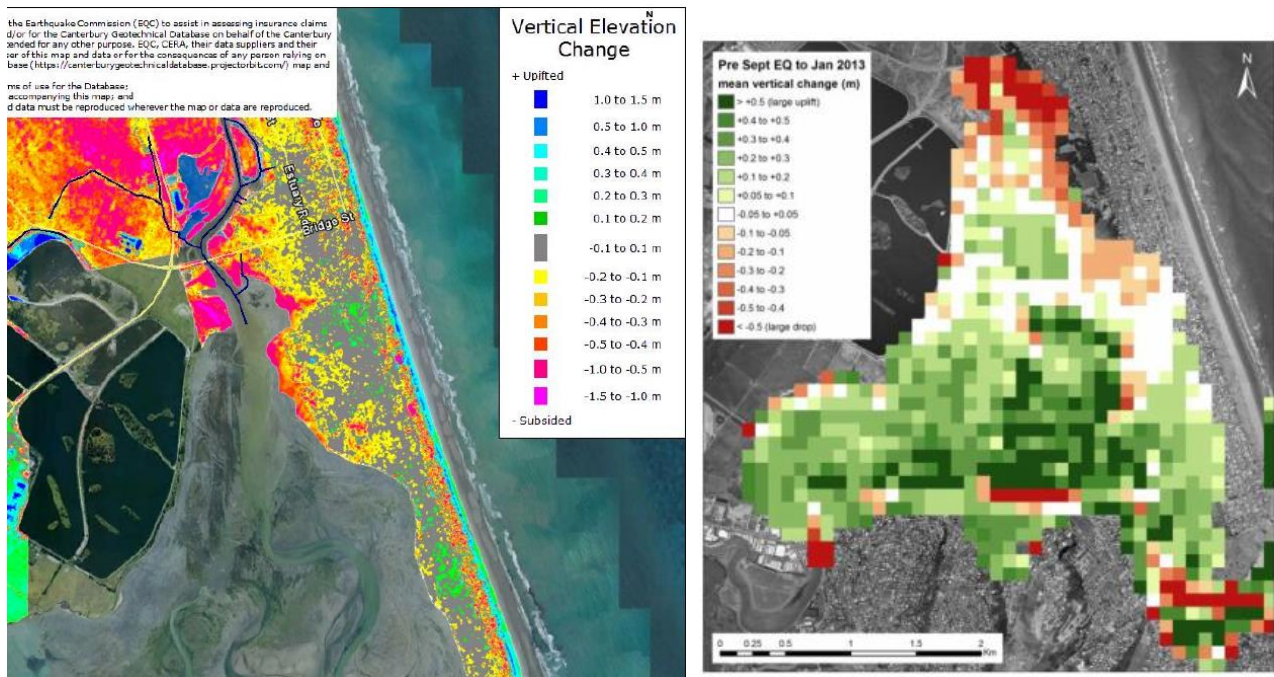 the Earthquake Commission (EQC) to assist in assessing insurance claims
d/or for the Canterbury Geotechnical Database on behalf of the Canterbury
ended for any other purpose. EQC, CERA, their data suppliers and their
ser of this map and data or for the consequences of any person relying on
base (https://canterburygeotechnicaldatabase.projectorbit.com/) map and
ms of use for the Database;
accompanying this map; and
d data must be reproduced wherever the map or data are reproduced.
Estuary Ro
Bridge St
N
Vertical Elevation
Change
+ Uplifted
1.0 to 1.5 m
0.5 to 1.0 m
0.4 to 0.5 m
0.3 to 0.4 m
0.2 to 0.3 m
0.1 to 0.2 m
-0.1 to 0.1 m
-0.2 to -0.1 m
-0.3 to -0.2 m
-0.4 to -0.3 m
-0.5 to -0.4 m
-1.0 to -0.5 m
-1.5 to -1.0 m
- Subsided
Pre Sept EQ to Jan 2013
mean vertical change (m)
> +0.5 (large uplift)
+0.4 to +0.5
+0.3 to +0.4
+0.2 to +0.3
+0.1 to +0.2
+0.05 to +0.1
-0.05 to +0.05
-0.1 to -0.05
-0.2 to -0.1
-0.3 to -0.2
-0.4 to -0.3
-0.5 to -0.4
< -0.5 (large drop)
N
0 0.25 0.5 1 1.5 2
Km